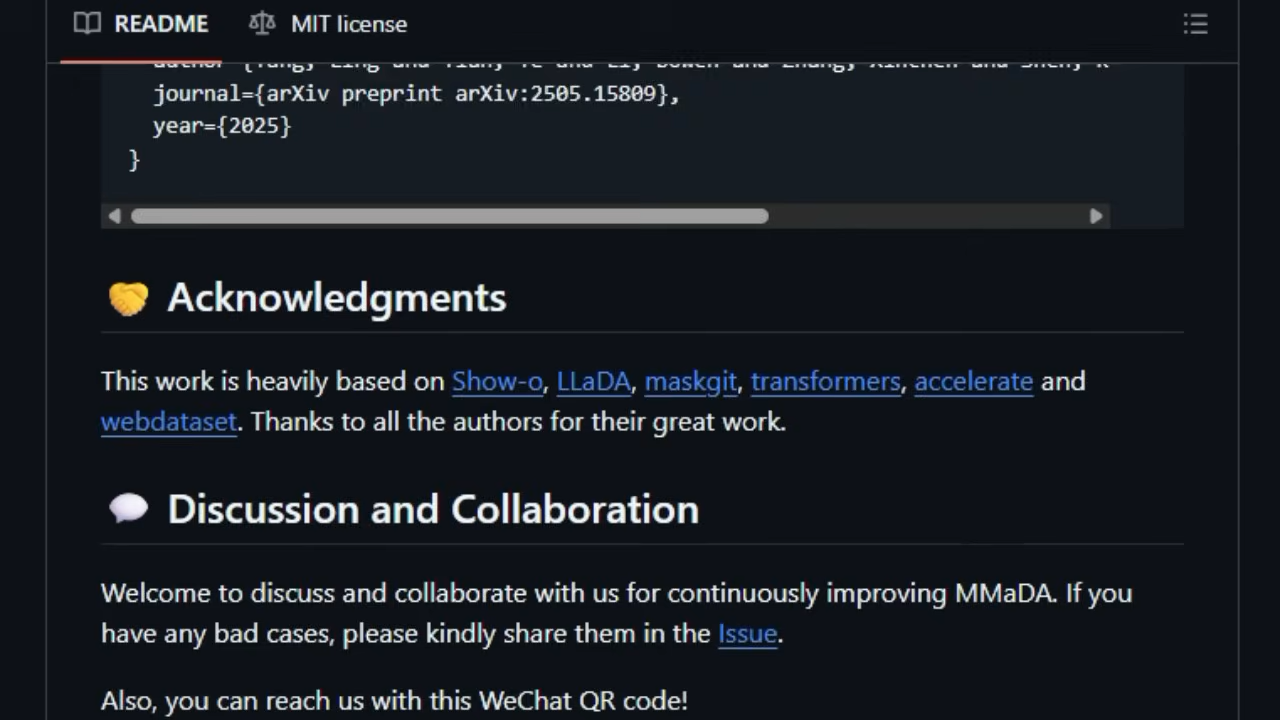 README MIT license
journal={arXiv preprint arXiv:2505.15809},
year={2025}
}
Acknowledgments
This work is heavily based on Show-o, LLaDA, maskgit, transformers, accelerate and
webdataset. Thanks to all the authors for their great work.
Discussion and Collaboration
Welcome to discuss and collaborate with us for continuously improving MMaDA. If you
have any bad cases, please kindly share them in the Issue.
Also, you can reach us with this WeChat QR code!